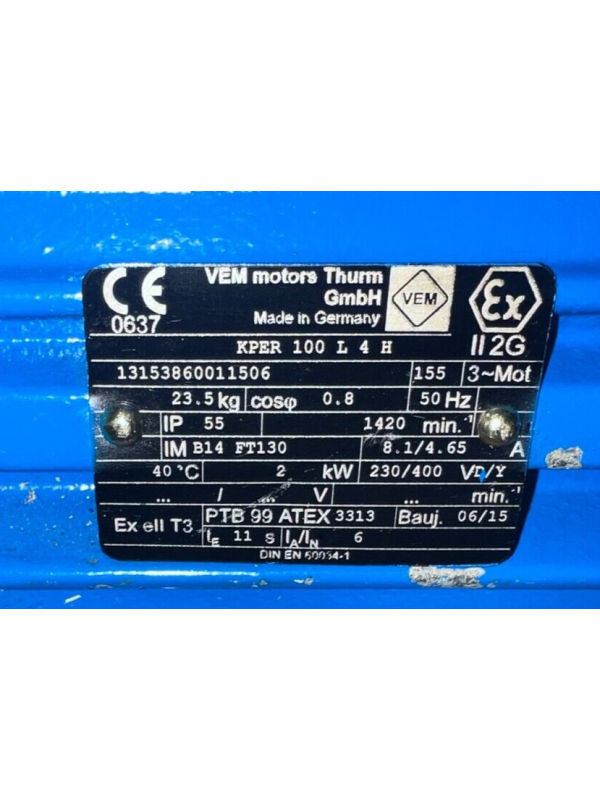 CE
0637
VEM motors Thurm
GmbH
Made in Germany
VEM
Ex
II 2G
KPER 100 L 4 H
13153860011506 155 3~Mot
23.5 kg cosφ 0.8 50 Hz
IP 55 1420 min.⁻¹
IM B14 FT130 8.1/4.65 A
40 °C 2 kW 230/400 VD/Y
... / ... V ... min.⁻¹
Ex eII T3 PTB 99 ATEX 3313 Bauj. 06/15
IE 11 s IA/IN 6
DIN EN 60034-1